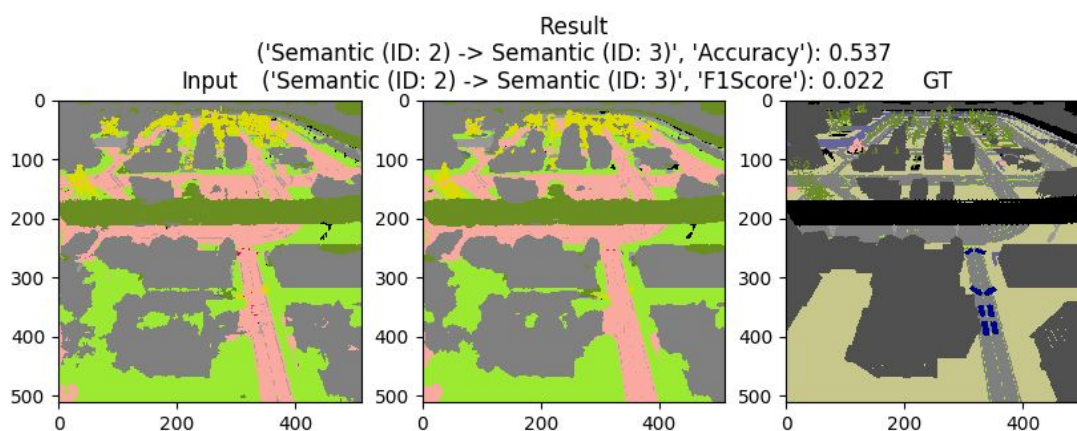 Result
('Semantic (ID: 2) -> Semantic (ID: 3)', 'Accuracy'): 0.537
Input ('Semantic (ID: 2) -> Semantic (ID: 3)', 'F1Score'): 0.022 GT
0 0 0
100 100 100
200 200 200
300 300 300
400 400 400
500 500 500
0 200 400 0 200 400 200 400